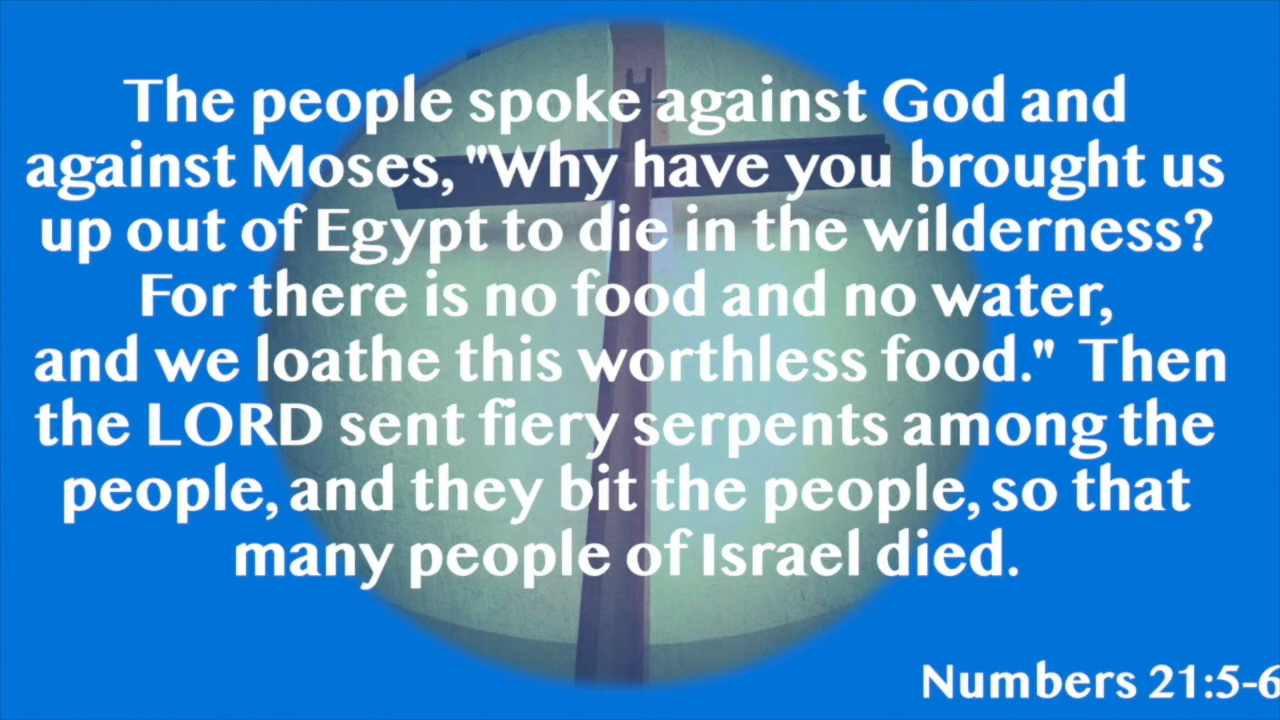 The people spoke against God and
against Moses, "Why have you brought us
up out of Egypt to die in the wilderness?
For there is no food and no water,
and we loathe this worthless food." Then
the LORD sent fiery serpents among the
people, and they bit the people, so that
many people of Israel died.
Numbers 21:5-6